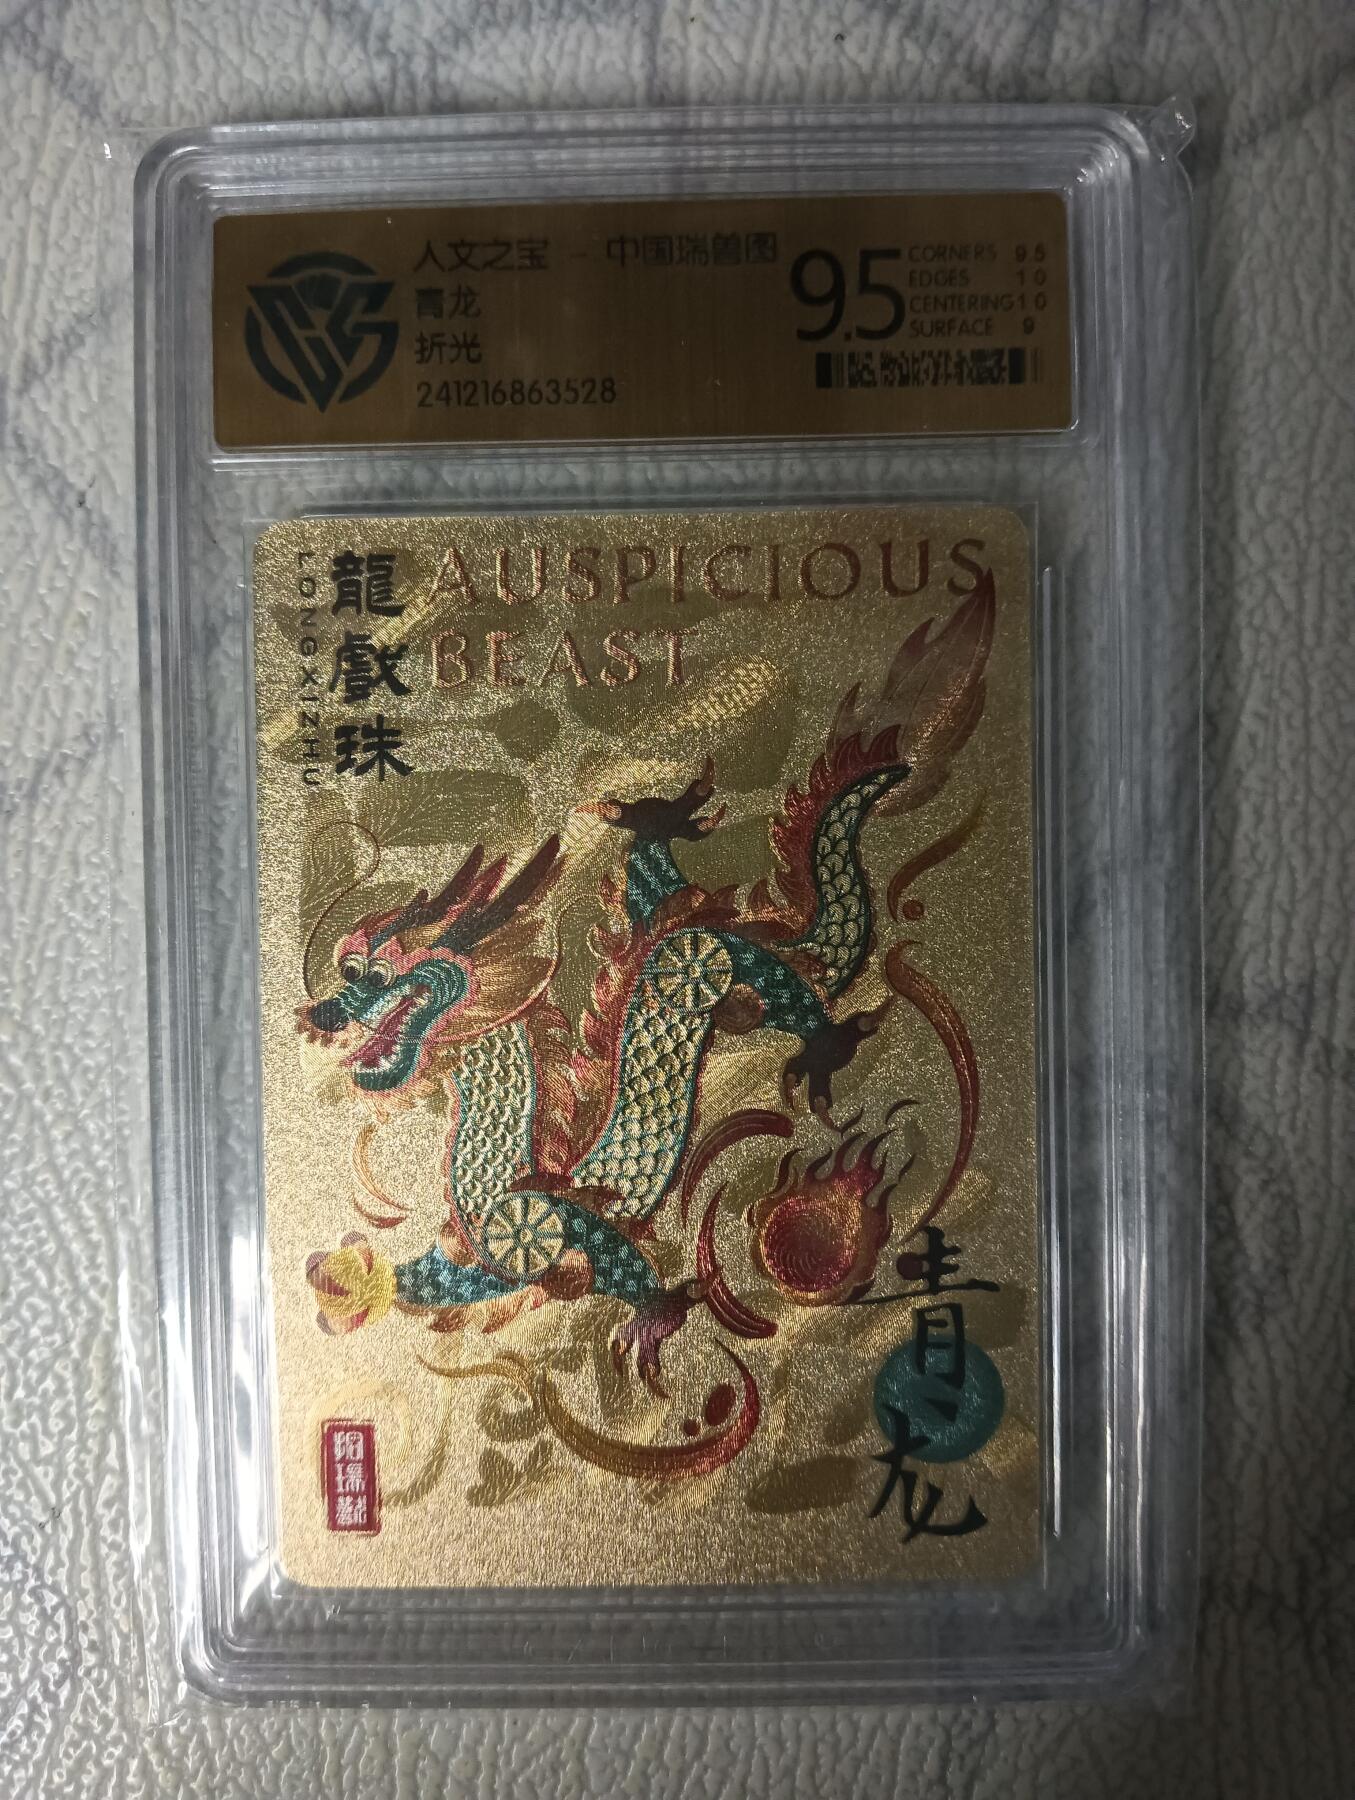 人文之宝 - 中国瑞兽图
青龙
折光
241216863528
9.5
CORNERS 9.5
EDGES 10
CENTERING 10
SURFACE 9
龍戲珠
LONGXIZHU
AUSPICIOUS
BEAST
青龙